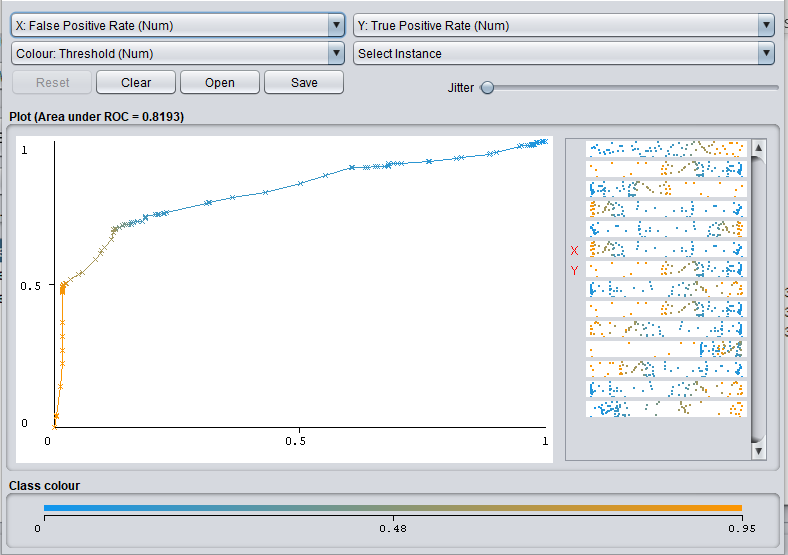 X: False Positive Rate (Num) Y: True Positive Rate (Num)
Colour: Threshold (Num) Select Instance
Reset Clear Open Save Jitter
Plot (Area under ROC = 0.8193)
1
0.5
0
0 0.5 1
X
Y
Class colour
0 0.48 0.95